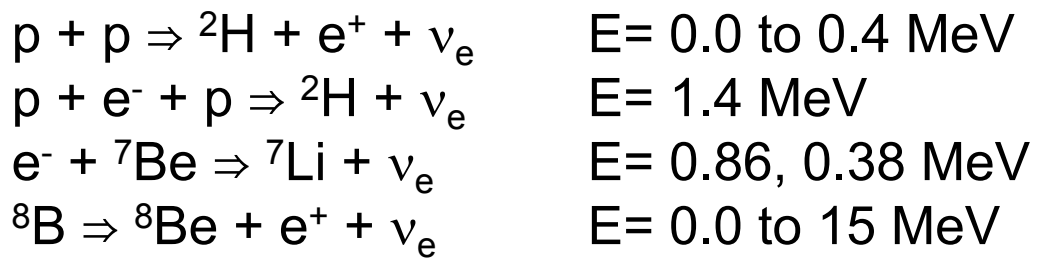 p + p ⇒ ²H + e⁺ + νₑ E= 0.0 to 0.4 MeV
p + e⁻ + p ⇒ ²H + νₑ E= 1.4 MeV
e⁻ + ⁷Be ⇒ ⁷Li + νₑ E= 0.86, 0.38 MeV
⁸B ⇒ ⁸Be + e⁺ + νₑ E= 0.0 to 15 MeV